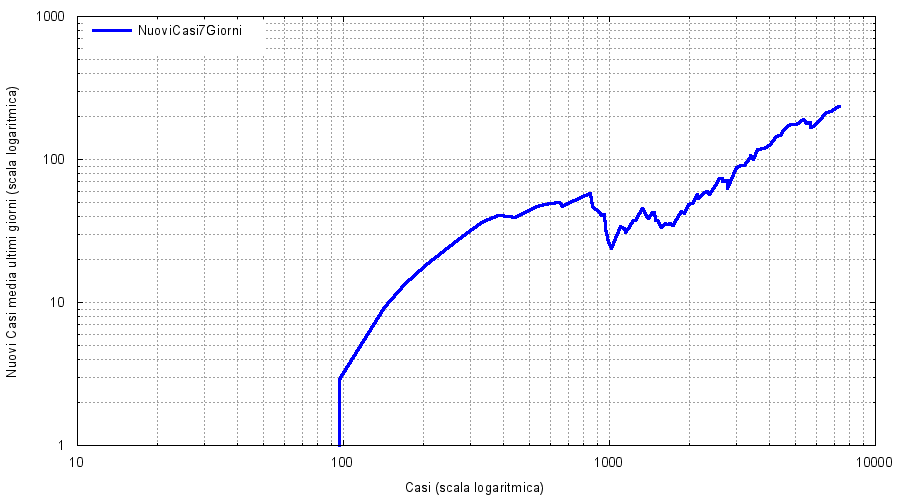 1000
NuoviCasi7Giorni
100
10
1
10
100
1000
10000
Nuovi Casi media ultimi giorni (scala logaritmica)
Casi (scala logaritmica)